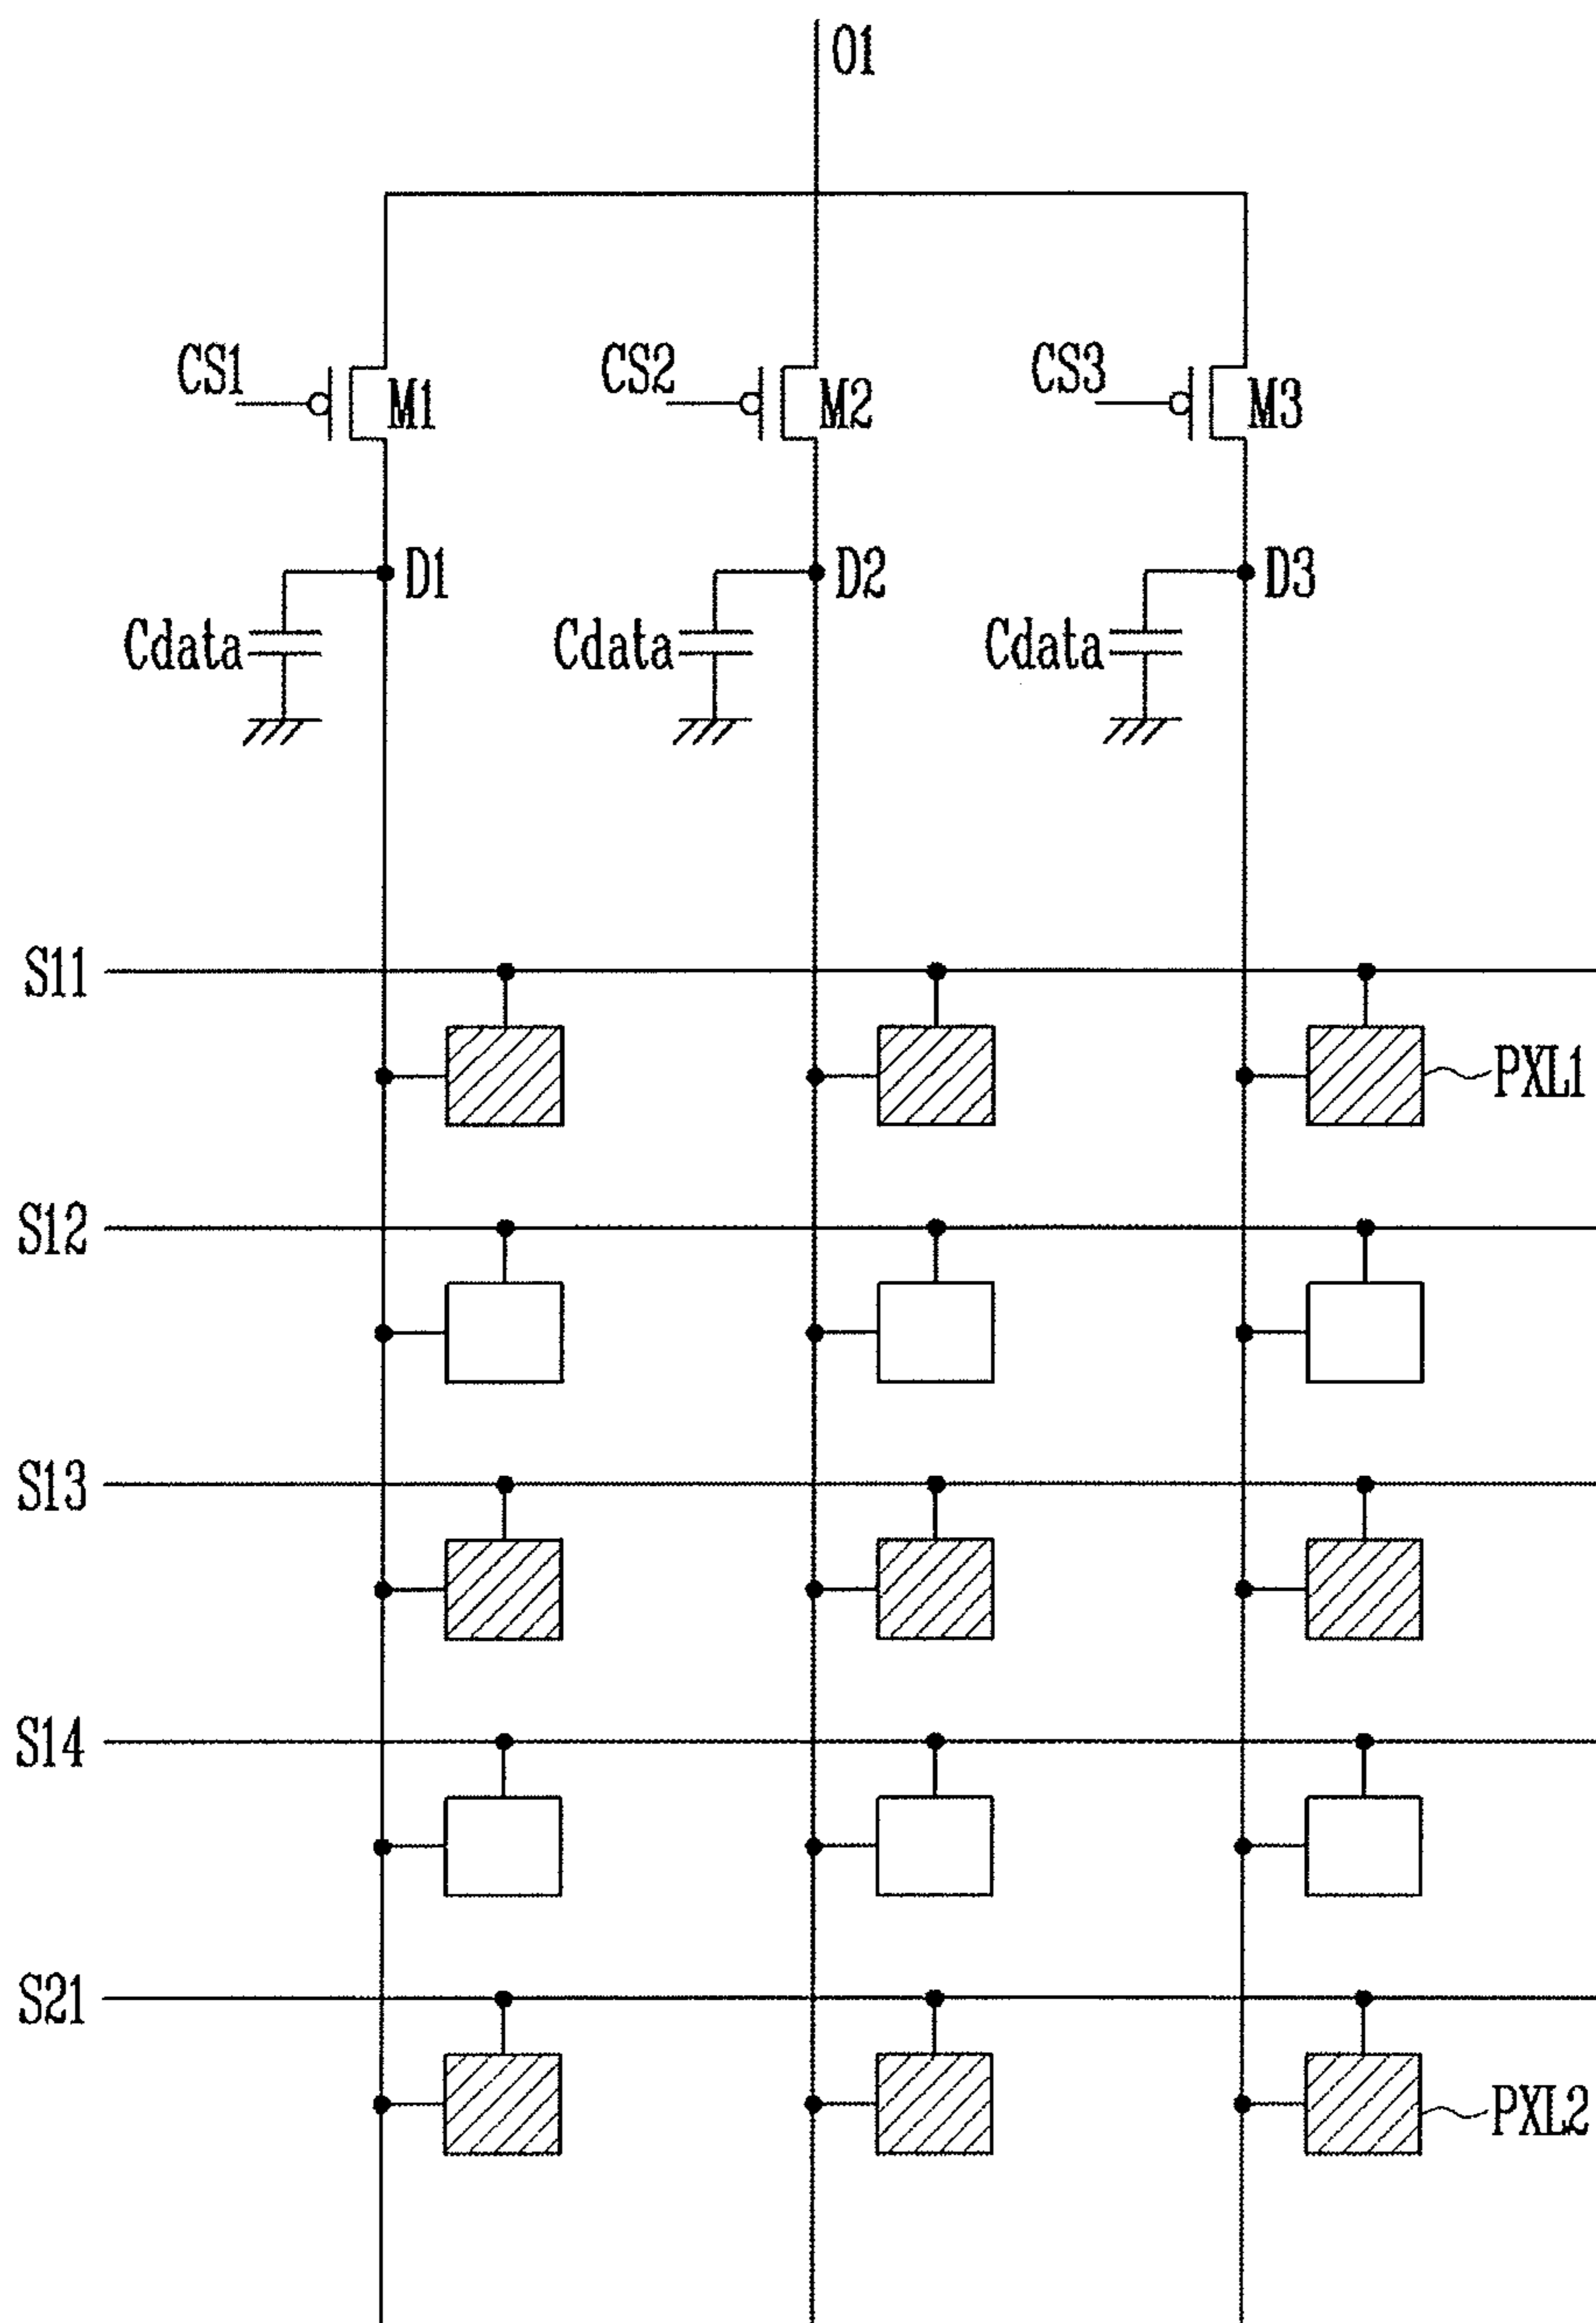 O1
CS1
M1
CS2
M2
CS3
M3
D1
D2
D3
Cdata
Cdata
Cdata
S11
PXL1
S12
S13
S14
S21
PXL2